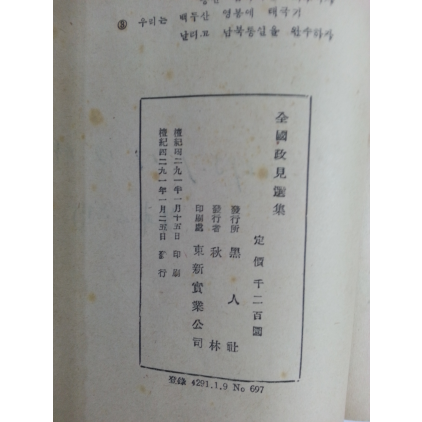 ③ 우리는 백두산 영봉에 태극기
날리고 남북통일을 완수하자
全國政見選集
定價 千二百圜
發行所 黑人社
發行者 秋林
印刷處 東新實業公司
檀紀四二九一年一月十五日 印刷
檀紀四二九一年一月二五日 發行
登錄 4291.1.9 No 697